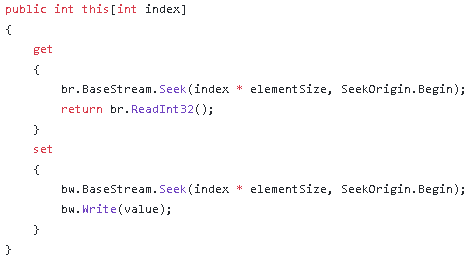 public int this[int index]
{
    get
    {
        br.BaseStream.Seek(index * elementSize, SeekOrigin.Begin);
        return br.ReadInt32();
    }
    set
    {
        bw.BaseStream.Seek(index * elementSize, SeekOrigin.Begin);
        bw.Write(value);
    }
}